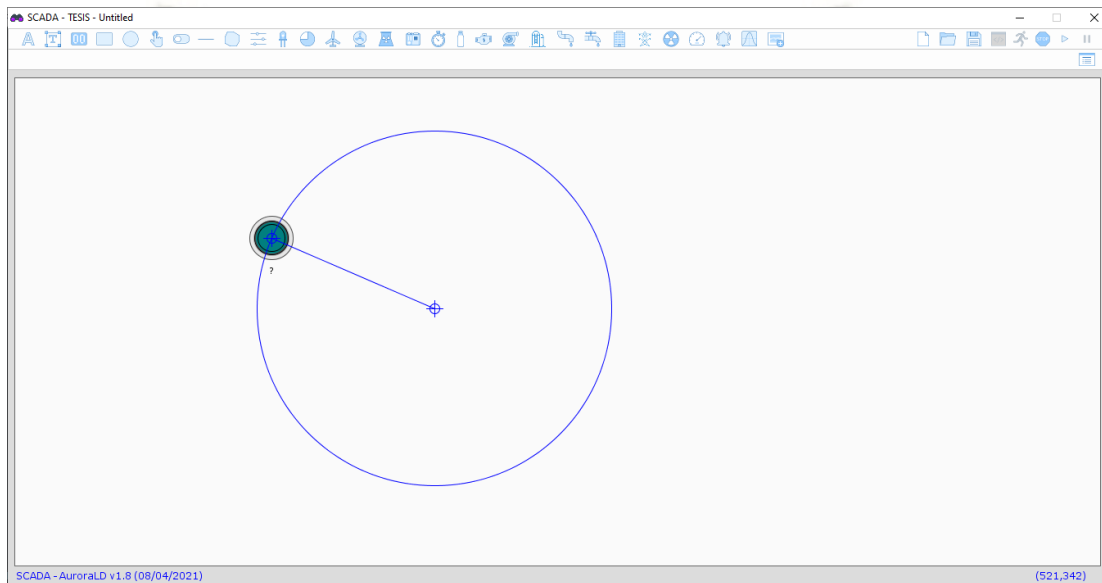 SCADA - TESIS - Untitled
?
SCADA - AuroraLD v1.8 (08/04/2021)
(521,342)